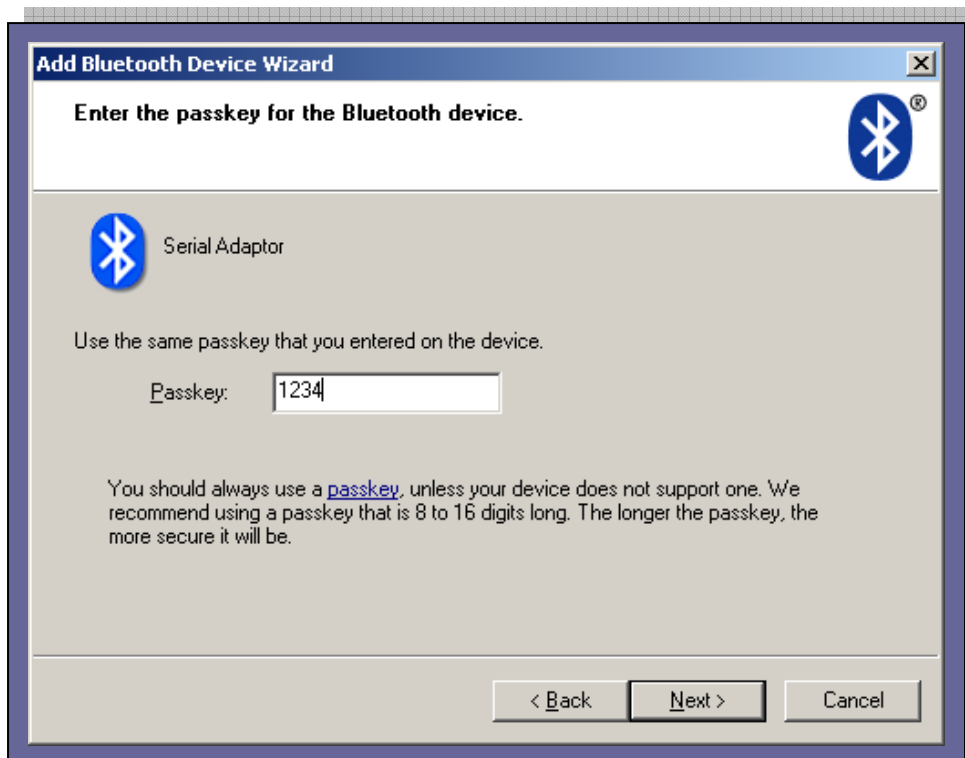 Add Bluetooth Device Wizard
Enter the passkey for the Bluetooth device.
®
Serial Adaptor
Use the same passkey that you entered on the device.
Passkey: 1234
You should always use a passkey, unless your device does not support one. We
recommend using a passkey that is 8 to 16 digits long. The longer the passkey, the
more secure it will be.
< Back Next > Cancel